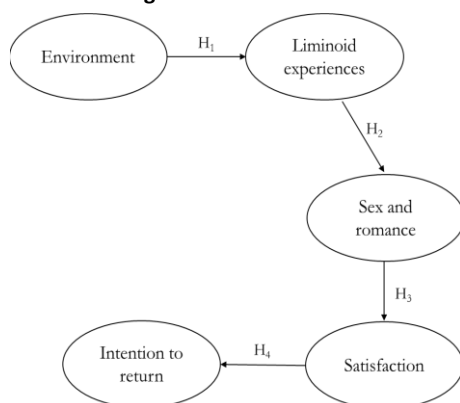 Environment
H₁
Liminoid
experiences
H₂
Sex and
romance
H₃
Intention to
return
H₄
Satisfaction